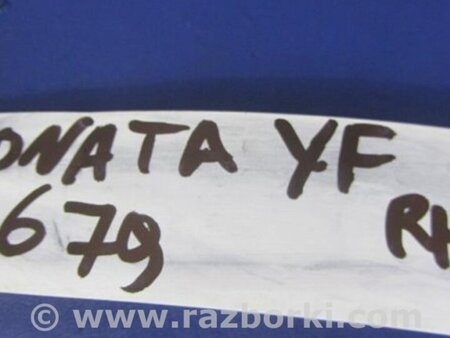 ONATA YF
679 RH
© www.razborki.com